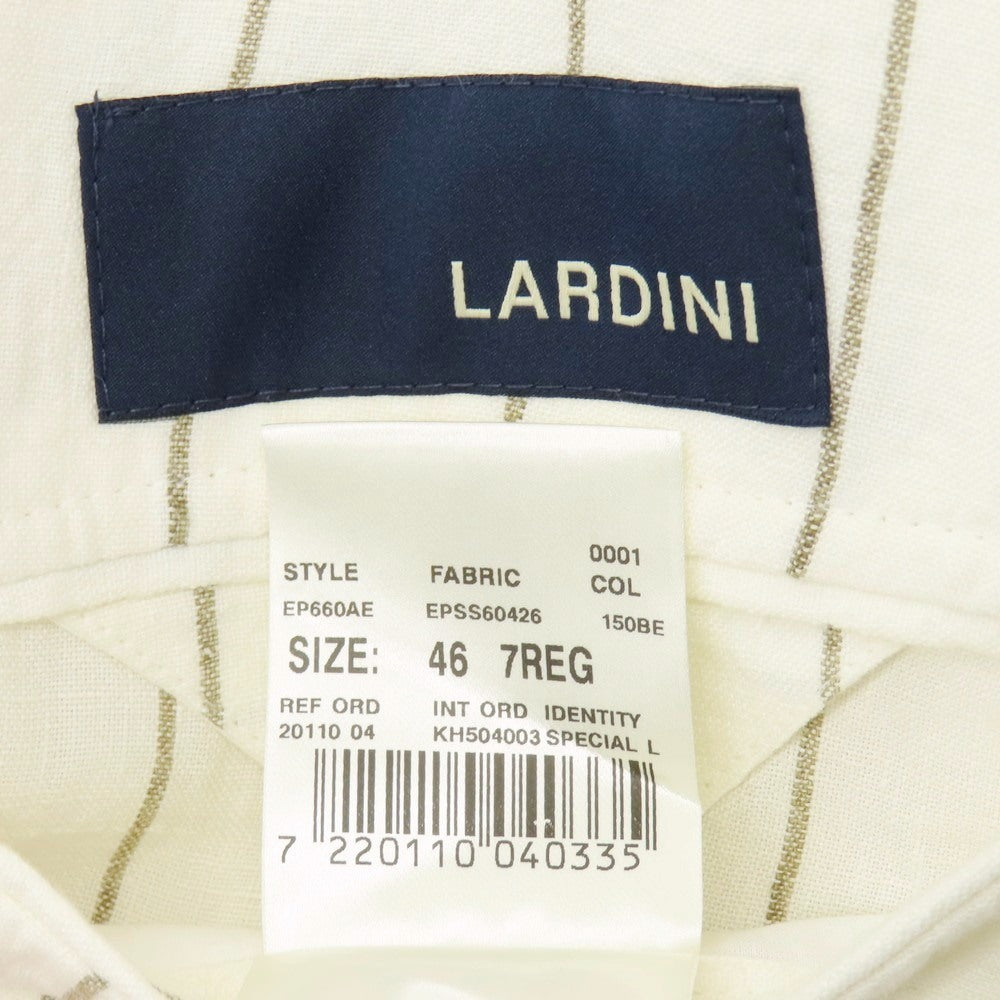 LARDINI
0001
STYLE FABRIC COL
EP660AE EPSS60426 150BE
SIZE: 46 7REG
REF ORD INT ORD IDENTITY
20110 04 KH504003 SPECIAL L
7 220110 040335